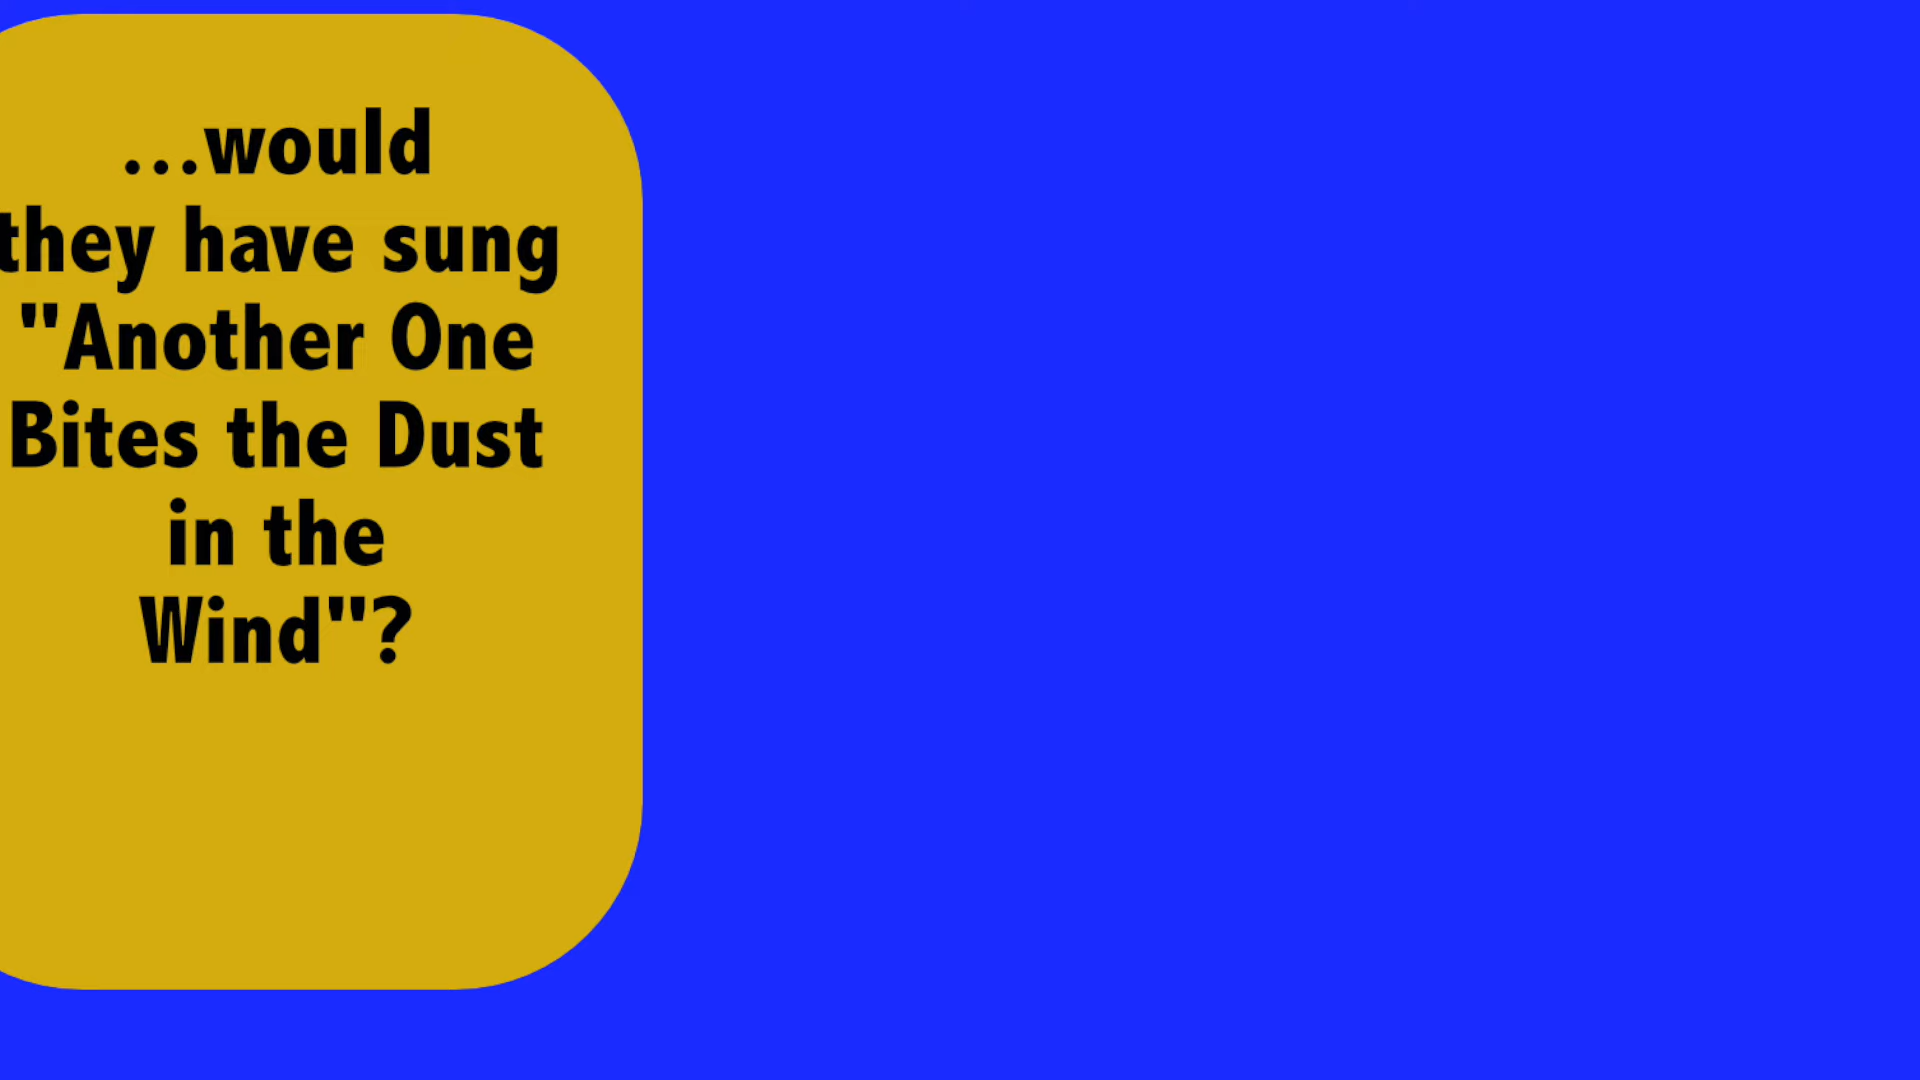 ...would
they have sung
"Another One
Bites the Dust
in the
Wind"?